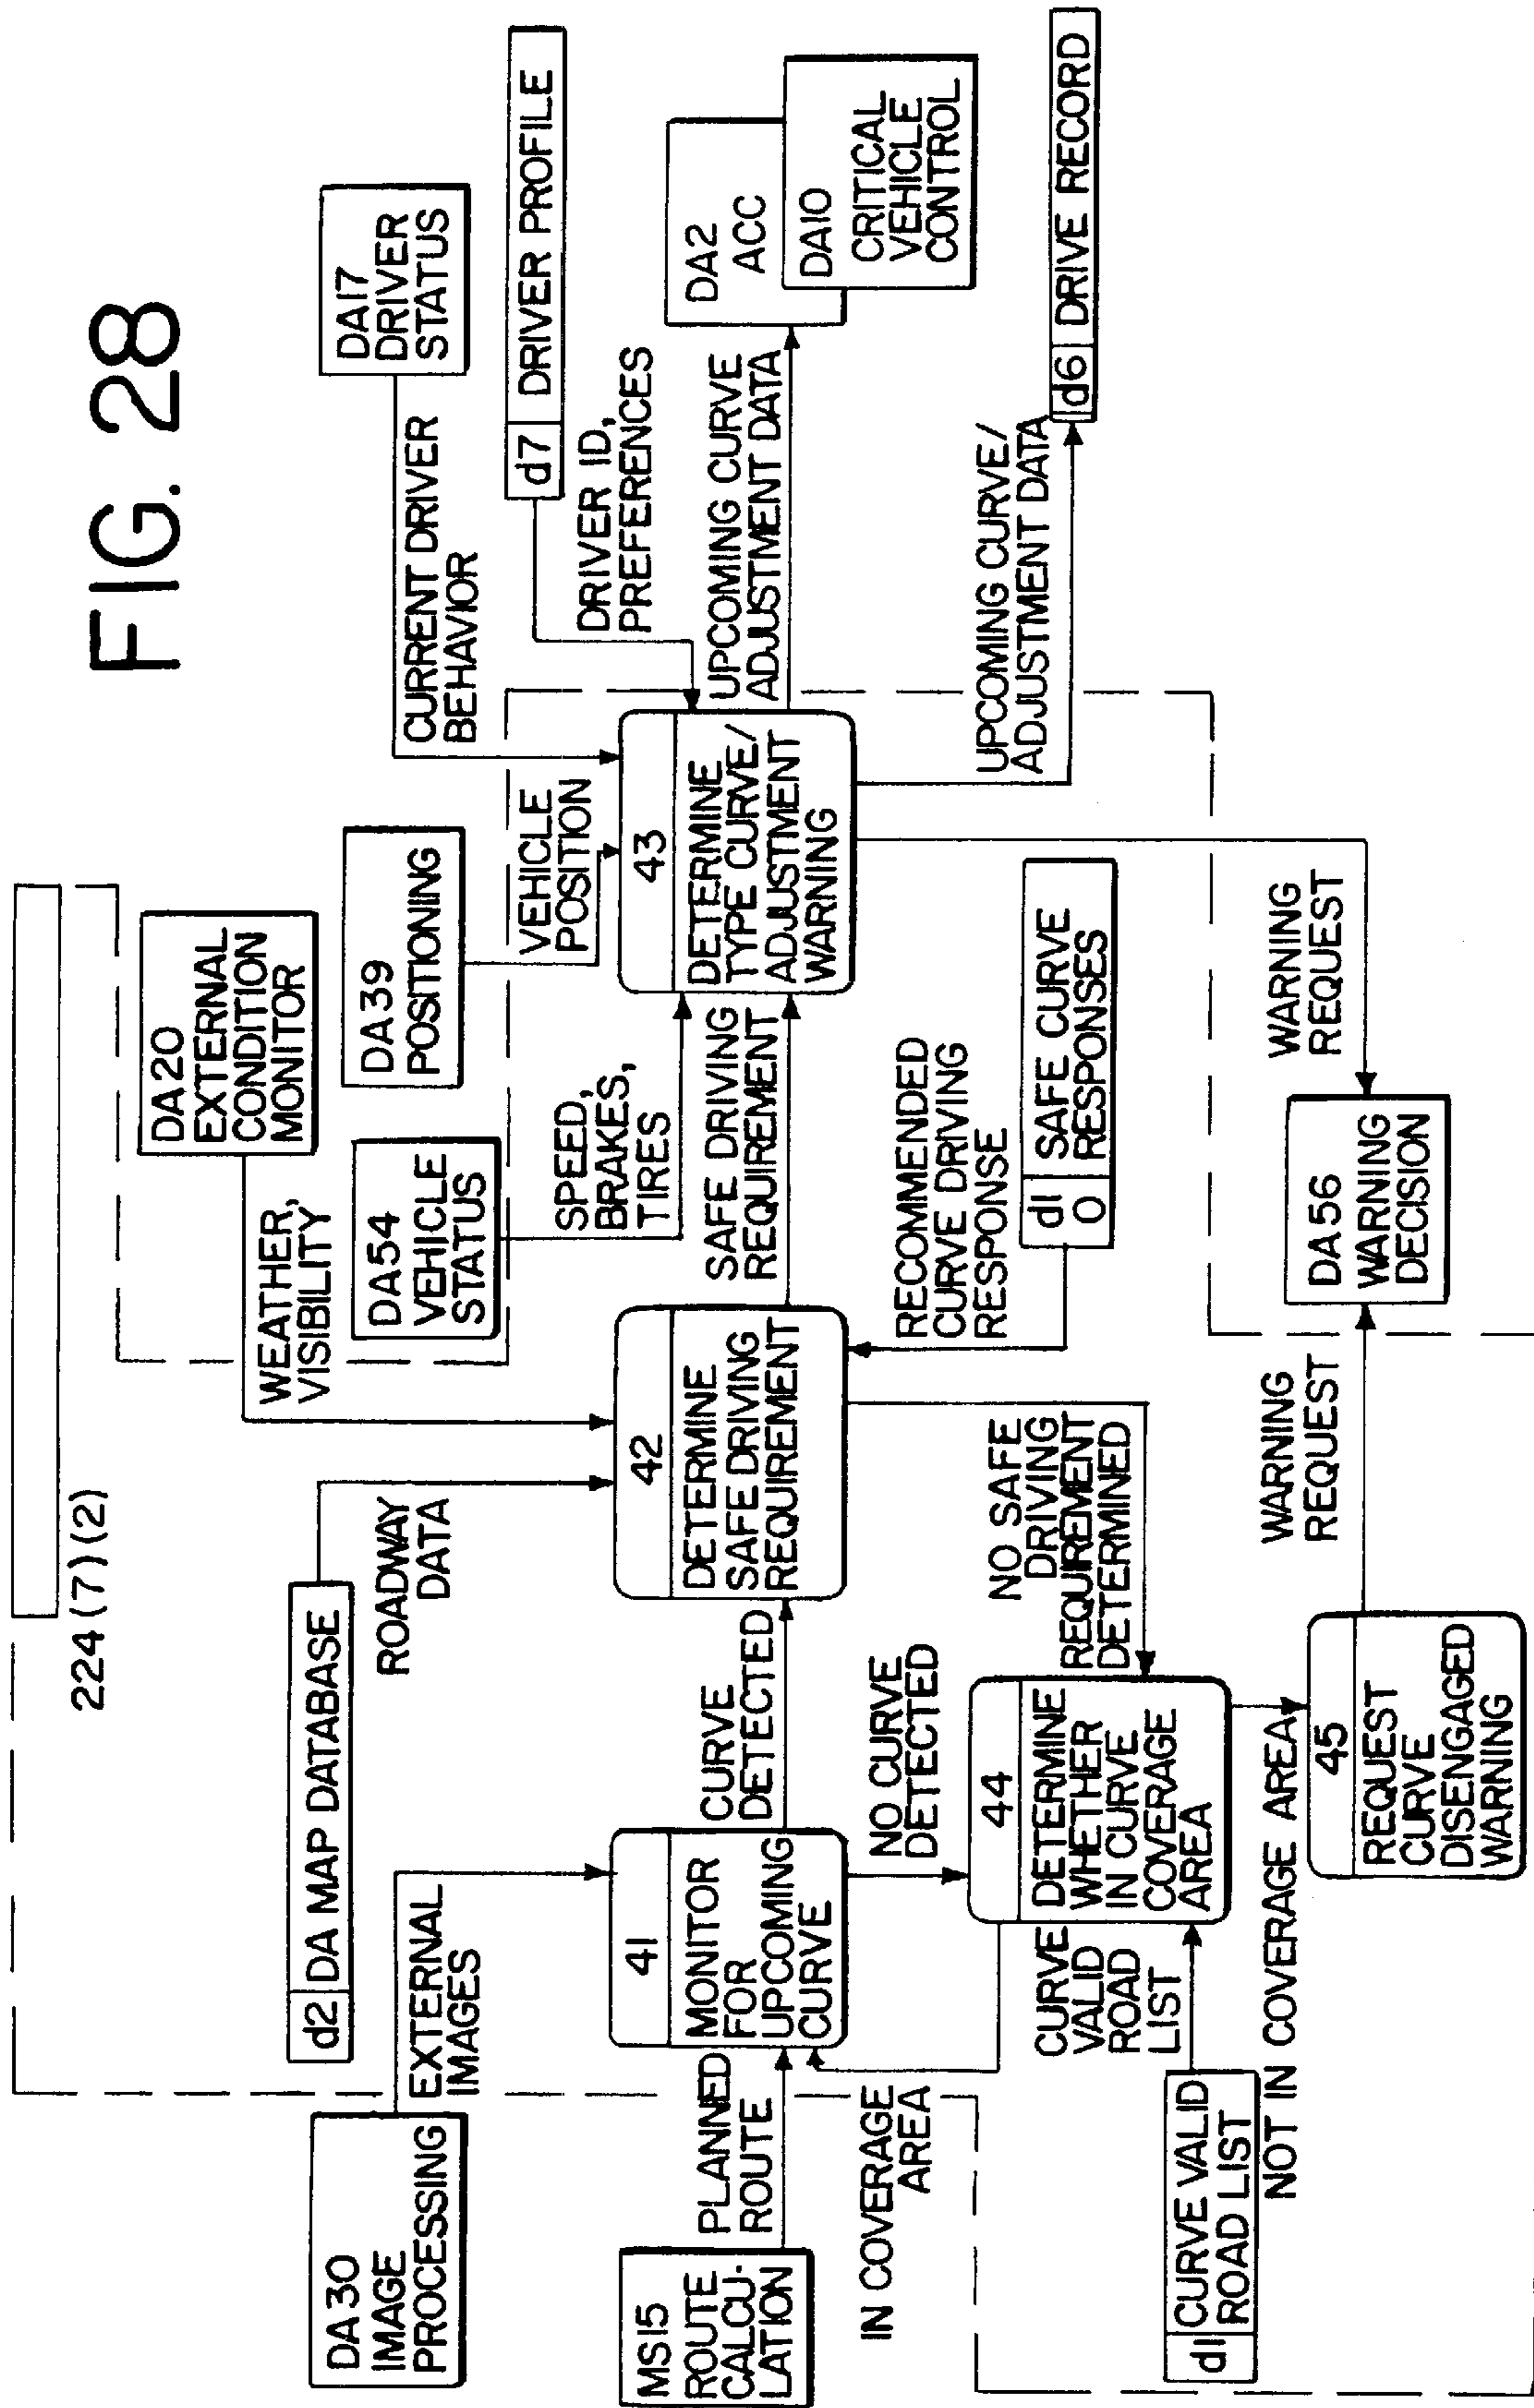 FIG. 28
224(7)(2)
DA30
IMAGE
PROCESSING
EXTERNAL
IMAGES
d2 DA MAP DATABASE
ROADWAY
DATA
DA20
EXTERNAL
CONDITION
MONITOR
WEATHER,
VISIBILITY
DA54
VEHICLE
STATUS
SPEED,
BRAKES,
TIRES
DA39
POSITIONING
VEHICLE
POSITION
DA17
DRIVER
STATUS
CURRENT DRIVER
BEHAVIOR
d7 DRIVER PROFILE
DRIVER ID,
PREFERENCES
MS15
ROUTE
CALCU-
LATION
PLANNED
ROUTE
41
MONITOR
FOR
UPCOMING
CURVE
CURVE
DETECTED
42
DETERMINE
SAFE DRIVING
REQUIREMENT
SAFE DRIVING
REQUIREMENT
43
DETERMINE
TYPE CURVE/
ADJUSTMENT
WARNING
UPCOMING CURVE
ADJUSTMENT DATA
DA2
ACC
DA10
CRITICAL
VEHICLE
CONTROL
IN COVERAGE
AREA
NO CURVE
DETECTED
RECOMMENDED
CURVE DRIVING
RESPONSE
d1
0
SAFE CURVE
RESPONSES
UPCOMING CURVE/
ADJUSTMENT DATA
d6 DRIVE RECORD
CURVE
VALID
ROAD
LIST
44
DETERMINE
WHETHER
IN CURVE
COVERAGE
AREA
NO SAFE
DRIVING
REQUIREMENT
DETERMINED
d1
CURVE VALID
ROAD LIST
NOT IN COVERAGE AREA
45
REQUEST
CURVE
DISENGAGED
WARNING
WARNING
REQUEST
DA56
WARNING
DECISION
WARNING
REQUEST